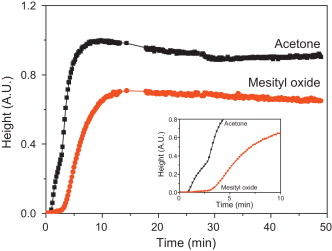 1.2
Acetone
0.8
Mesityl oxide
Height (A.U.)
0.4
0.0
0 10 20 30 40 50
Time (min)
0.8
Acetone
0.6
Height (A.U.)
0.4
0.2
Mesityl oxide
0.0
0 5 10
Time (min)